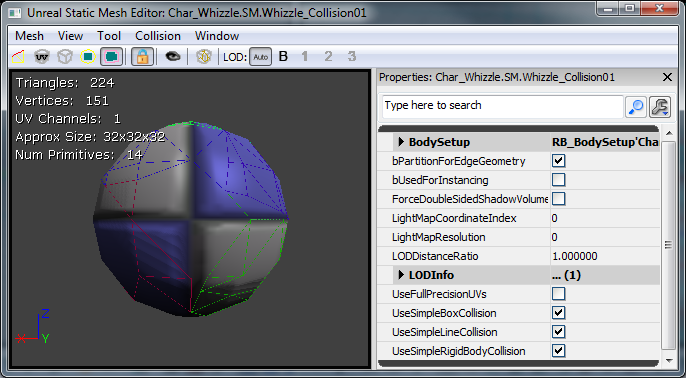 Unreal Static Mesh Editor: Char_Whizzle.SM.Whizzle_Collision01
Mesh View Tool Collision Window
UV LOD: Auto B 1 2 3
Triangles: 224
Vertices: 151
UV Channels: 1
Approx Size: 32x32x32
Num Primitives: 14
Z
X Y
Properties: Char_Whizzle.SM.Whizzle_Collision01
Type here to search
BodySetup RB_BodySetup'Cha
bPartitionForEdgeGeometry
bUsedForInstancing
ForceDoubleSidedShadowVolume
LightMapCoordinateIndex 0
LightMapResolution 0
LODDistanceRatio 1.000000
LODInfo ... (1)
UseFullPrecisionUVs
UseSimpleBoxCollision
UseSimpleLineCollision
UseSimpleRigidBodyCollision